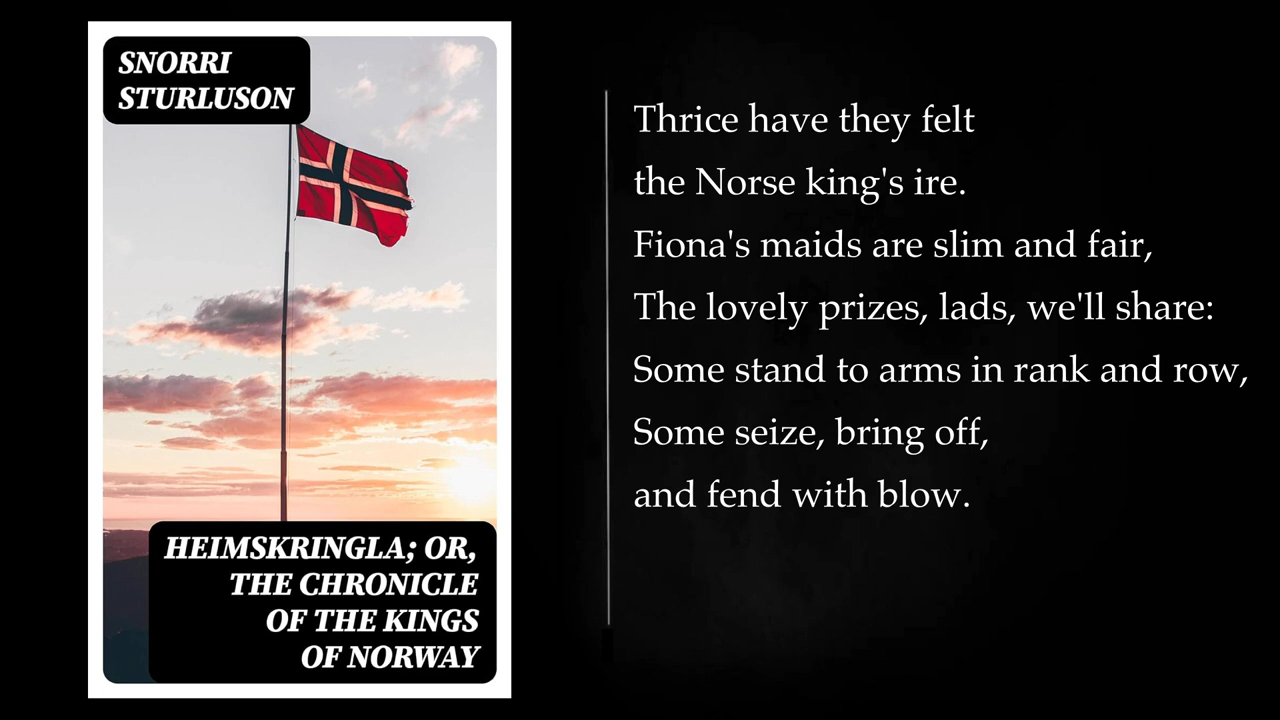 SNORRI
STURLUSON
HEIMSKRINGLA; OR,
THE CHRONICLE
OF THE KINGS
OF NORWAY
Thrice have they felt
the Norse king's ire.
Fiona's maids are slim and fair,
The lovely prizes, lads, we'll share:
Some stand to arms in rank and row,
Some seize, bring off,
and fend with blow.